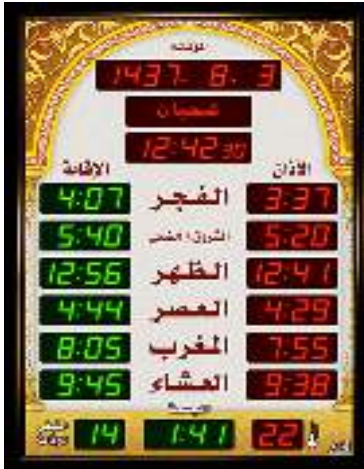 1437- 8- 3
شعبان
12:42 30
الأذان الإقامة
3:37 الفجر 4:07
5:20 الشروق 5:40
12:41 الظهر 12:56
4:29 العصر 4:44
7:55 المغرب 8:05
9:38 العشاء 9:45
22 1:41 14